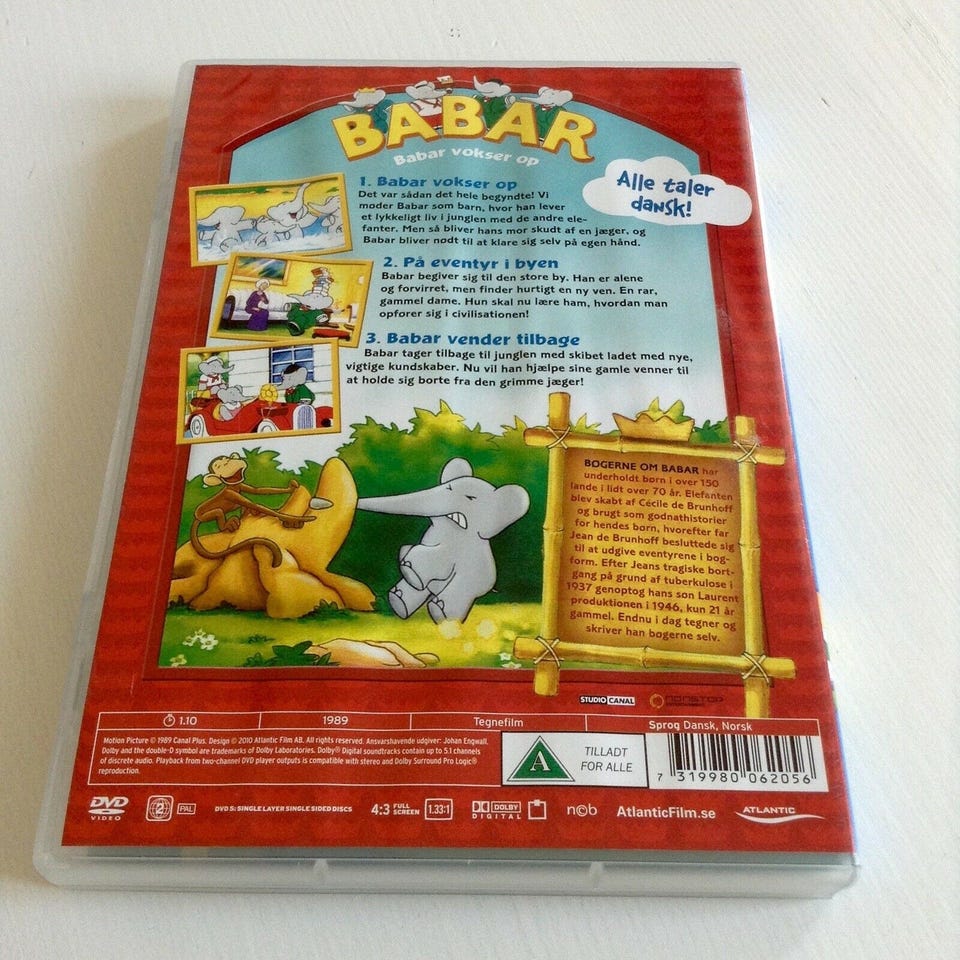 BABAR
Babar vokser op
Alle taler
dansk!
1. Babar vokser op
Det var sådan det hele begyndte! Vi
møder Babar som barn, hvor han lever
et lykkeligt liv i junglen med de andre ele-
fanter. Men så bliver hans mor skudt af en jæger, og
Babar bliver nødt til at klare sig selv på egen hånd.
2. På eventyr i byen
Babar begiver sig til den store by. Han er alene
og forvirret, men finder hurtigt en ny ven. En rar,
gammel dame. Hun skal nu lære ham, hvordan man
opfører sig i civilisationen!
3. Babar vender tilbage
Babar tager tilbage til junglen med skibet ladet med nye,
vigtige kundskaber. Nu vil han hjælpe sine gamle venner til
at holde sig borte fra den grimme jæger!
BØGERNE OM BABAR har
underholdt børn i over 150
lande i lidt over 70 år. Elefanten
blev skabt af Cécile de Brunhoff
og brugt som godnathistorier
for hendes børn, hvorefter far
Jean de Brunhoff besluttede sig
til at udgive eventyrene i bog-
form. Efter Jeans tragiske bort-
gang på grund af tuberkulose i
1937 genoptog hans søn Laurent
produktionen i 1946, kun 21 år
gammel. Endnu i dag tegner og
skriver han bøgerne selv.
STUDIO CANAL
NONSTOP
ENTERTAINMENT
1.10
1989
Tegnefilm
Sprog Dansk, Norsk
Motion Picture © 1989 Canal Plus. Design © 2010 Atlantic Film AB. All rights reserved. Ansvarshavende udgiver: Johan Engwall.
Dolby and the double-D symbol are trademarks of Dolby Laboratories. Dolby® Digital soundtracks contain up to 5.1 channels
of discrete audio. Playback from two-channel DVD player outputs is compatible with stereo and Dolby Surround Pro Logic®
reproduction.
A
TILLADT
FOR ALLE
7 319980 062056
DVD
VIDEO
2
PAL
DVD 5: SINGLE LAYER SINGLE SIDED DISCS
4:3 FULL
SCREEN
1.33:1
DOLBY
DIGITAL
ncb
AtlanticFilm.se
ATLANTIC